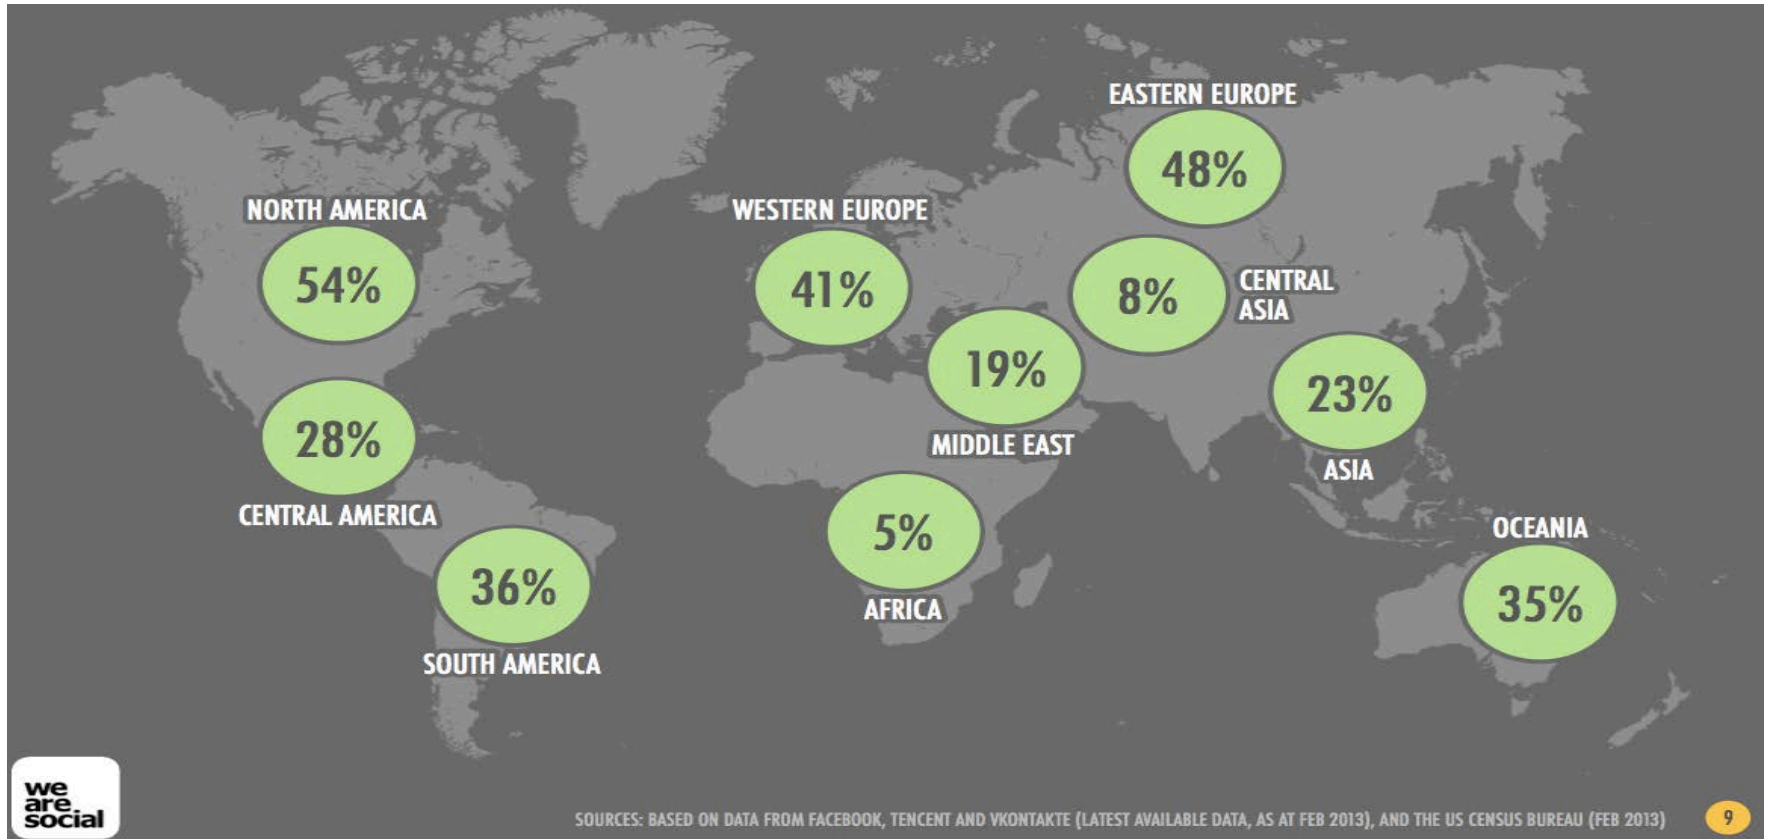 EASTERN EUROPE
48%
NORTH AMERICA
54%
WESTERN EUROPE
41%
8%
CENTRAL
ASIA
19%
MIDDLE EAST
23%
ASIA
28%
CENTRAL AMERICA
36%
SOUTH AMERICA
5%
AFRICA
OCEANIA
35%
we
are
social
SOURCES: BASED ON DATA FROM FACEBOOK, TENCENT AND VKONTAKTE (LATEST AVAILABLE DATA, AS AT FEB 2013), AND THE US CENSUS BUREAU (FEB 2013)
9